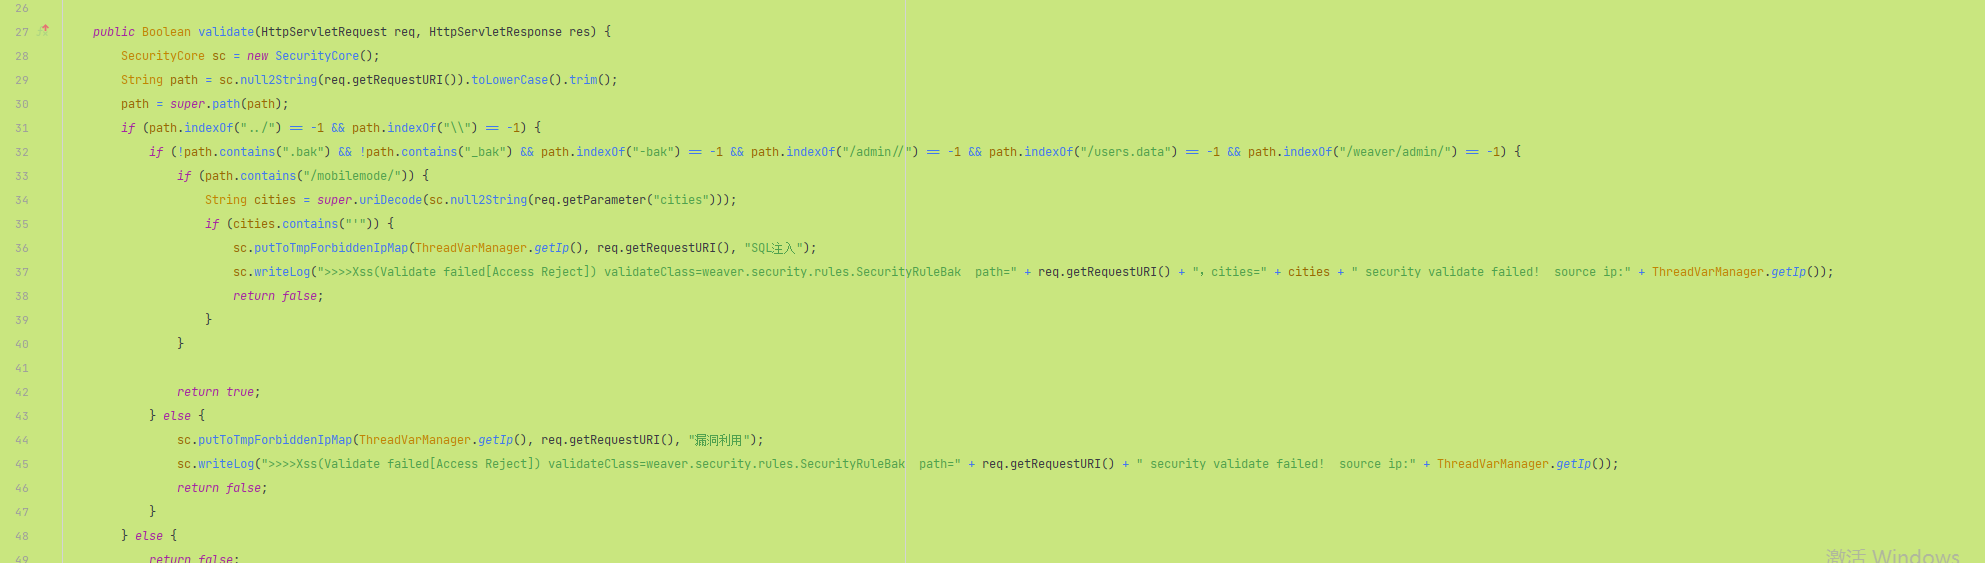 26
27 public Boolean validate(HttpServletRequest req, HttpServletResponse res) {
28 SecurityCore sc = new SecurityCore();
29 String path = sc.null2String(req.getRequestURI()).toLowerCase().trim();
30 path = super.path(path);
31 if (path.indexOf("../") == -1 && path.indexOf("\\") == -1) {
32 if (!path.contains(".bak") && !path.contains("_bak") && path.indexOf("-bak") == -1 && path.indexOf("/admin//") == -1 && path.indexOf("/users.data") == -1 && path.indexOf("/weaver/admin/") == -1) {
33 if (path.contains("/mobilemode/")) {
34 String cities = super.uriDecode(sc.null2String(req.getParameter("cities")));
35 if (cities.contains("'")) {
36 sc.putToTmpForbiddenIpMap(ThreadVarManager.getIp(), req.getRequestURI(), "SQL注入");
37 sc.writeLog(">>>>Xss(Validate failed[Access Reject]) validateClass=weaver.security.rules.SecurityRuleBak  path=" + req.getRequestURI() + ", cities=" + cities + " security validate failed!  source ip:" + ThreadVarManager.getIp());
38 return false;
39 }
40 }
41
42 return true;
43 } else {
44 sc.putToTmpForbiddenIpMap(ThreadVarManager.getIp(), req.getRequestURI(), "漏洞利用");
45 sc.writeLog(">>>>Xss(Validate failed[Access Reject]) validateClass=weaver.security.rules.SecurityRuleBak  path=" + req.getRequestURI() + " security validate failed!  source ip:" + ThreadVarManager.getIp());
46 return false;
47 }
48 } else {
49 return false;
激活 Windows